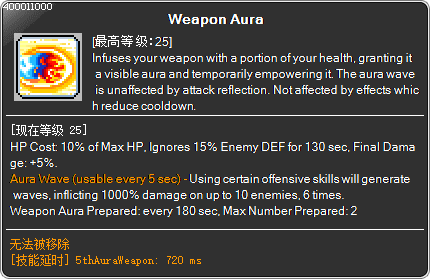 400011000
Weapon Aura
[最高等级:25]
Infuses your weapon with a portion of your health, granting it
a visible aura and temporarily empowering it. The aura wave
is unaffected by attack reflection. Not affected by effects whic
h reduce cooldown.
[现在等级 25]
HP Cost: 10% of Max HP, Ignores 15% Enemy DEF for 130 sec, Final Dama
ge: +5%.
Aura Wave (usable every 5 sec) - Using certain offensive skills will generate
waves, inflicting 1000% damage on up to 10 enemies, 6 times.
Weapon Aura Prepared: every 180 sec, Max Number Prepared: 2
无法被移除
[技能延时] 5thAuraWeapon: 720 ms